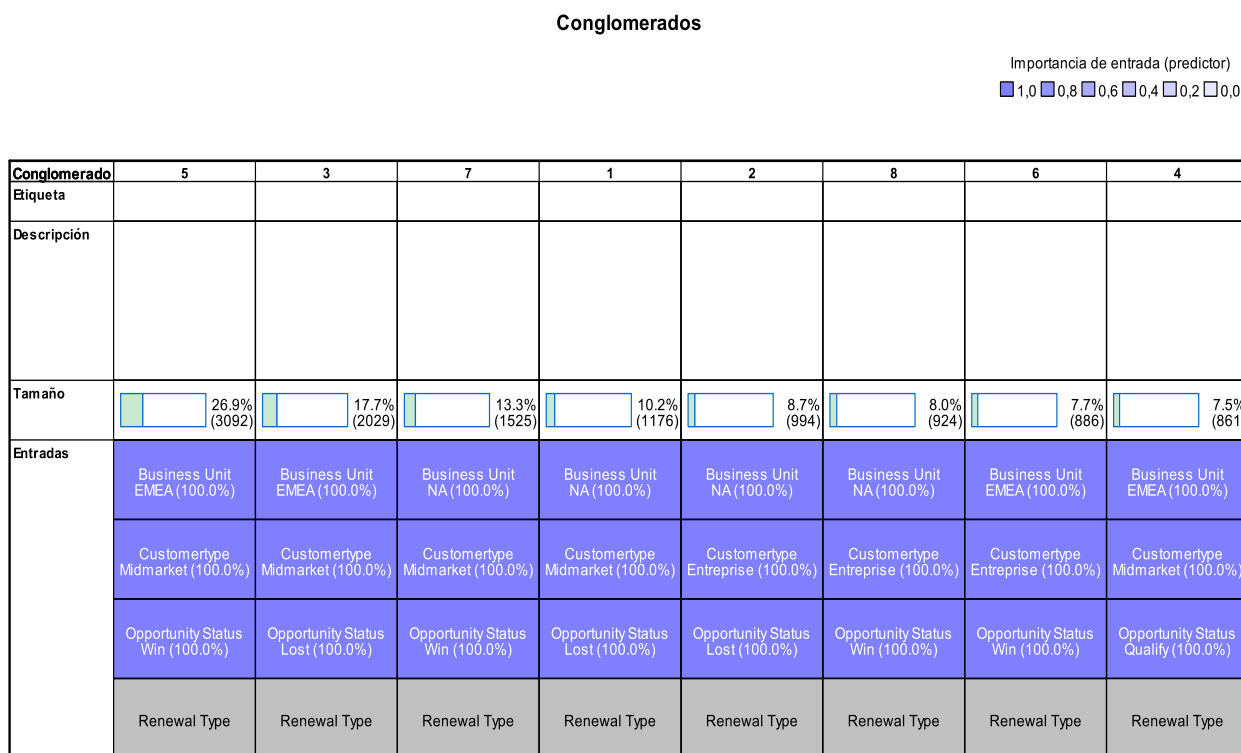 Conglomerados
Importancia de entrada (predictor)
1,0 0,8 0,6 0,4 0,2 0,0
Conglomerado 5 3 7 1 2 8 6 4
Etiqueta
Descripción
Tamaño
26.9% 17.7% 13.3% 10.2% 8.7% 8.0% 7.7% 7.5%
(3092) (2029) (1525) (1176) (994) (924) (886) (861
Entradas
Business Unit Business Unit Business Unit Business Unit Business Unit Business Unit Business Unit Business Unit
EMEA (100.0%) EMEA (100.0%) NA (100.0%) NA (100.0%) NA (100.0%) NA (100.0%) EMEA (100.0%) EMEA (100.0%)
Customertype Customertype Customertype Customertype Customertype Customertype Customertype Customertype
Midmarket (100.0%) Midmarket (100.0%) Midmarket (100.0%) Midmarket (100.0%) Entreprise (100.0%) Entreprise (100.0%) Entreprise (100.0%) Midmarket (100.0%)
Opportunity Status Opportunity Status Opportunity Status Opportunity Status Opportunity Status Opportunity Status Opportunity Status Opportunity Status
Win (100.0%) Lost (100.0%) Win (100.0%) Lost (100.0%) Lost (100.0%) Win (100.0%) Win (100.0%) Qualify (100.0%)
Renewal Type Renewal Type Renewal Type Renewal Type Renewal Type Renewal Type Renewal Type Renewal Type